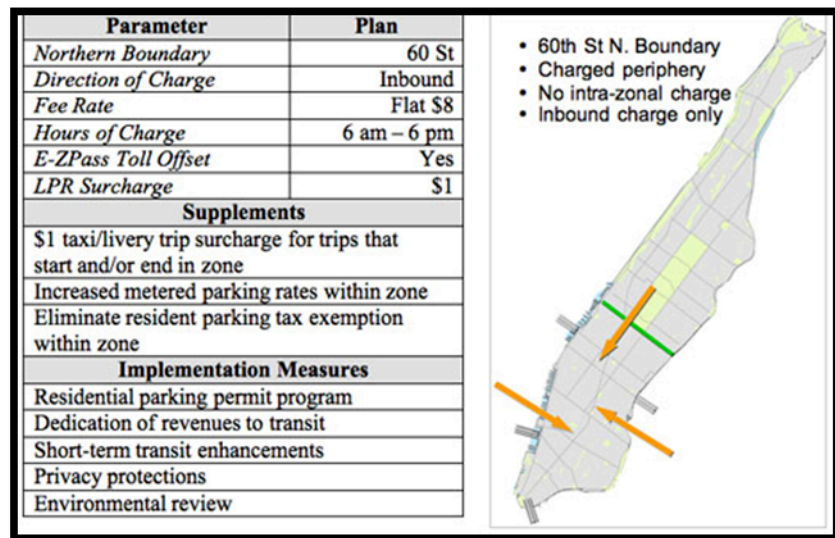 Parameter Plan
Northern Boundary 60 St
Direction of Charge Inbound
Fee Rate Flat $8
Hours of Charge 6 am – 6 pm
E-ZPass Toll Offset Yes
LPR Surcharge $1
Supplements
$1 taxi/livery trip surcharge for trips that
start and/or end in zone
Increased metered parking rates within zone
Eliminate resident parking tax exemption
within zone
Implementation Measures
Residential parking permit program
Dedication of revenues to transit
Short-term transit enhancements
Privacy protections
Environmental review
• 60th St N. Boundary
• Charged periphery
• No intra-zonal charge
• Inbound charge only